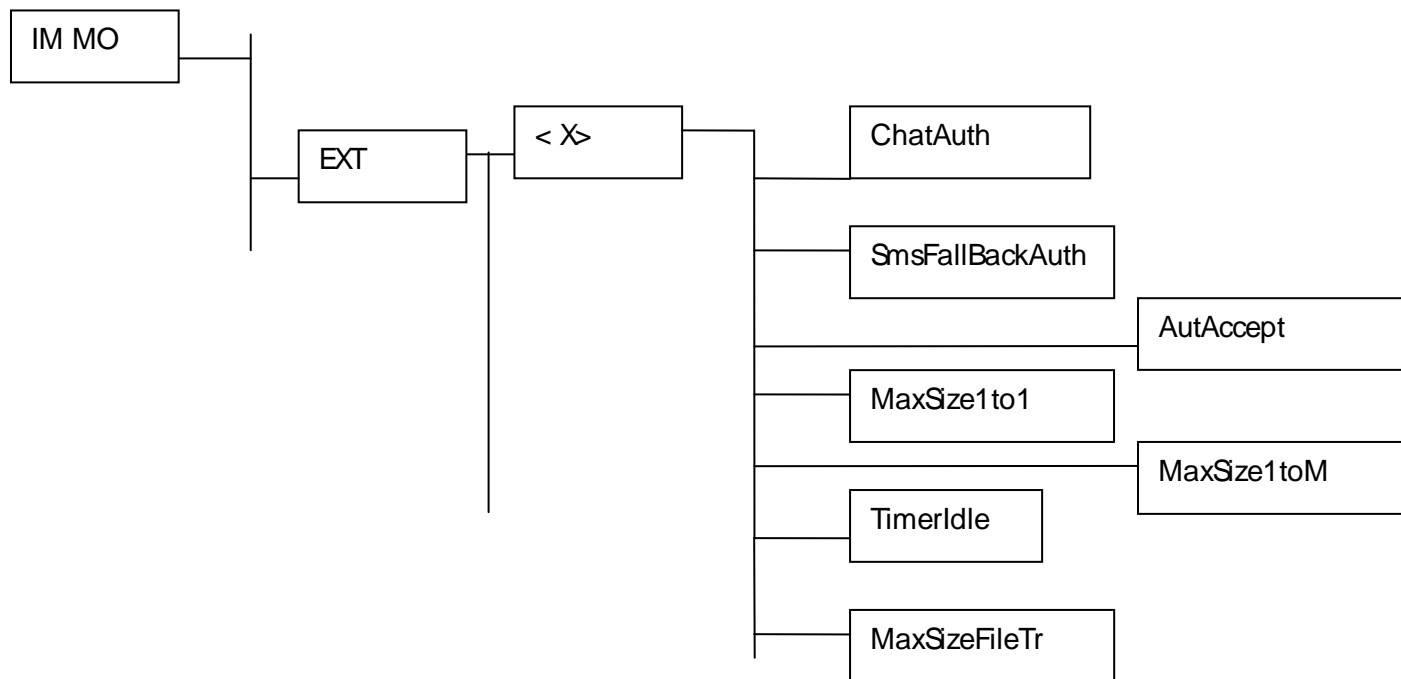 IM MO
EXT
< X>
ChatAuth
SmsFallBackAuth
AutAccept
MaxSize1to1
MaxSize1toM
TimerIdle
MaxSizeFileTr